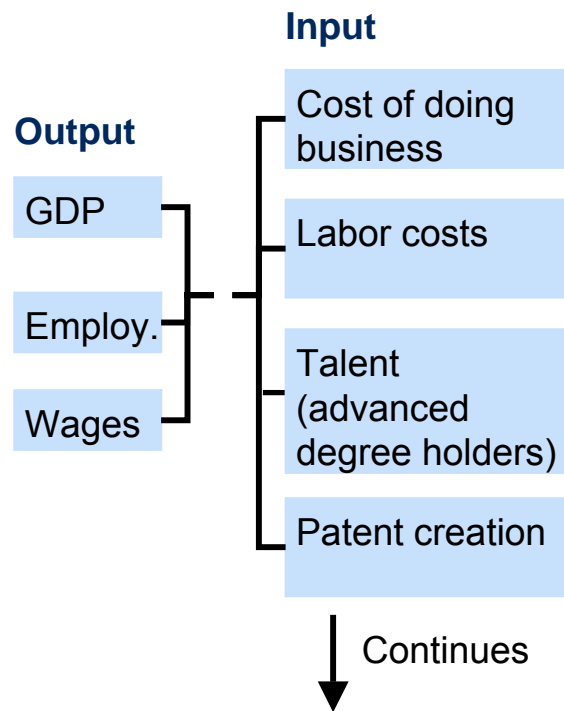 Output
GDP
Employ.
Wages
Input
Cost of doing
business
Labor costs
Talent
(advanced
degree holders)
Patent creation
Continues